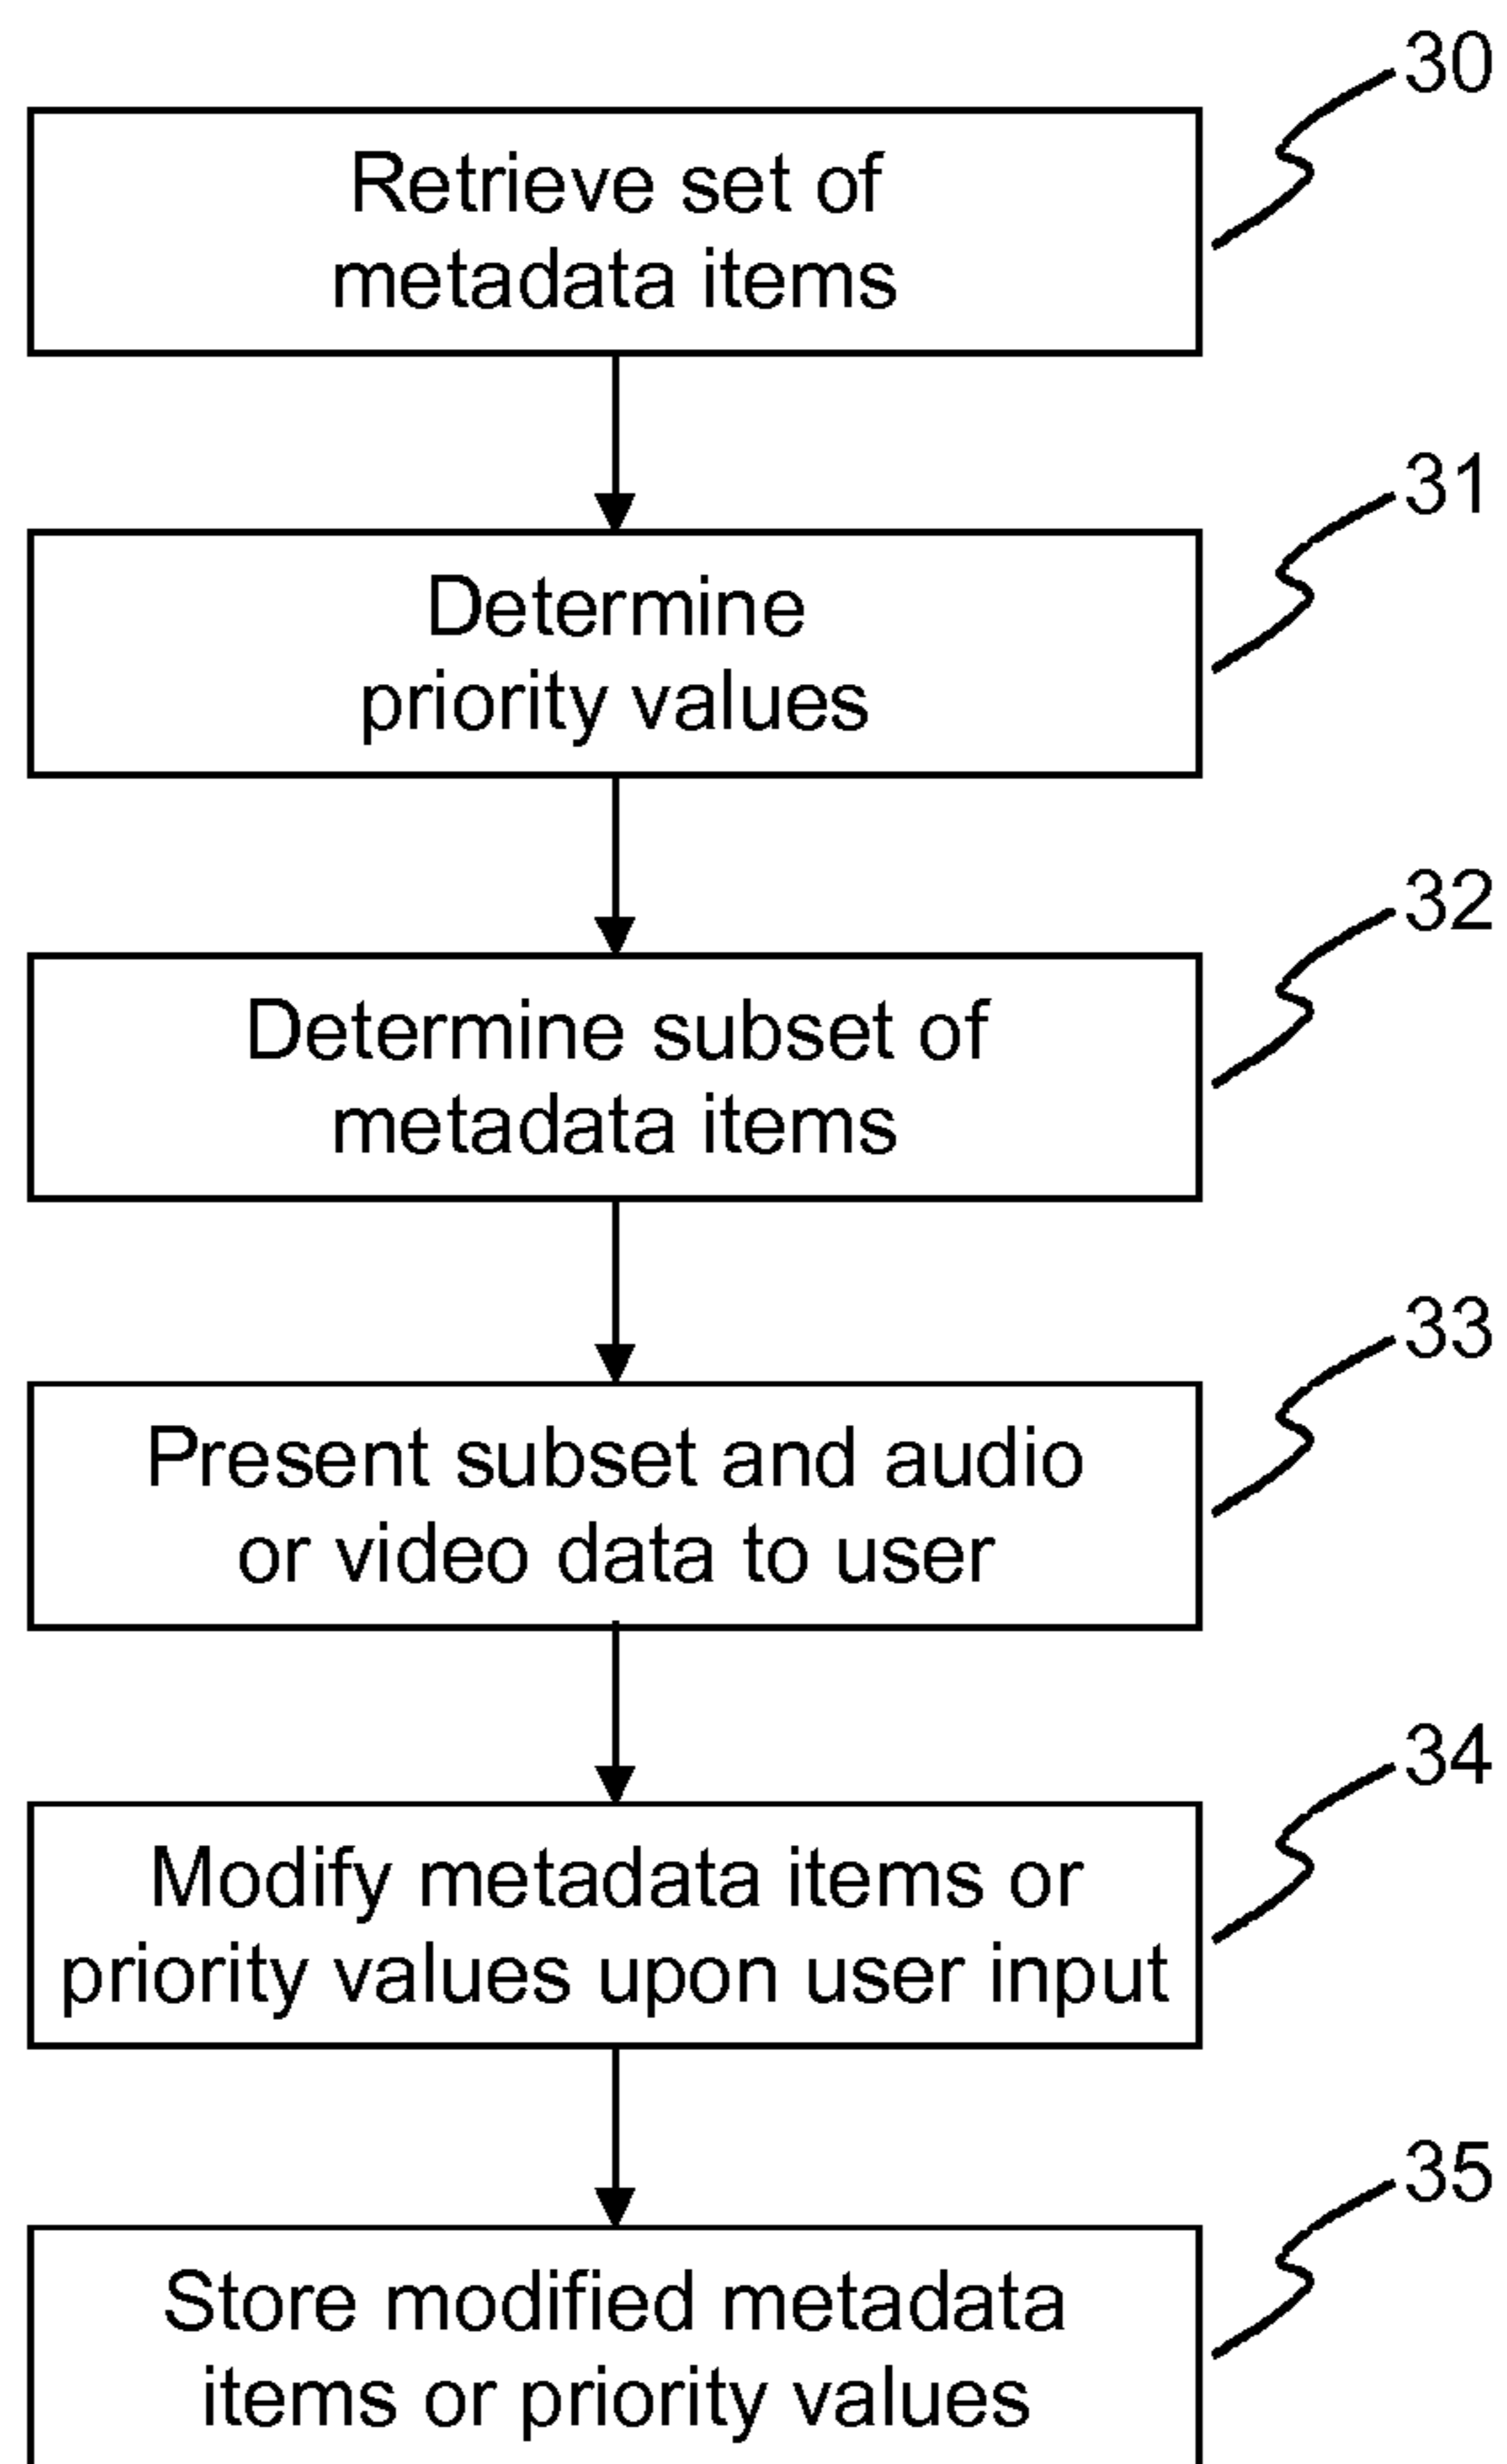 30
Retrieve set of
metadata items
31
Determine
priority values
32
Determine subset of
metadata items
33
Present subset and audio
or video data to user
34
Modify metadata items or
priority values upon user input
35
Store modified metadata
items or priority values